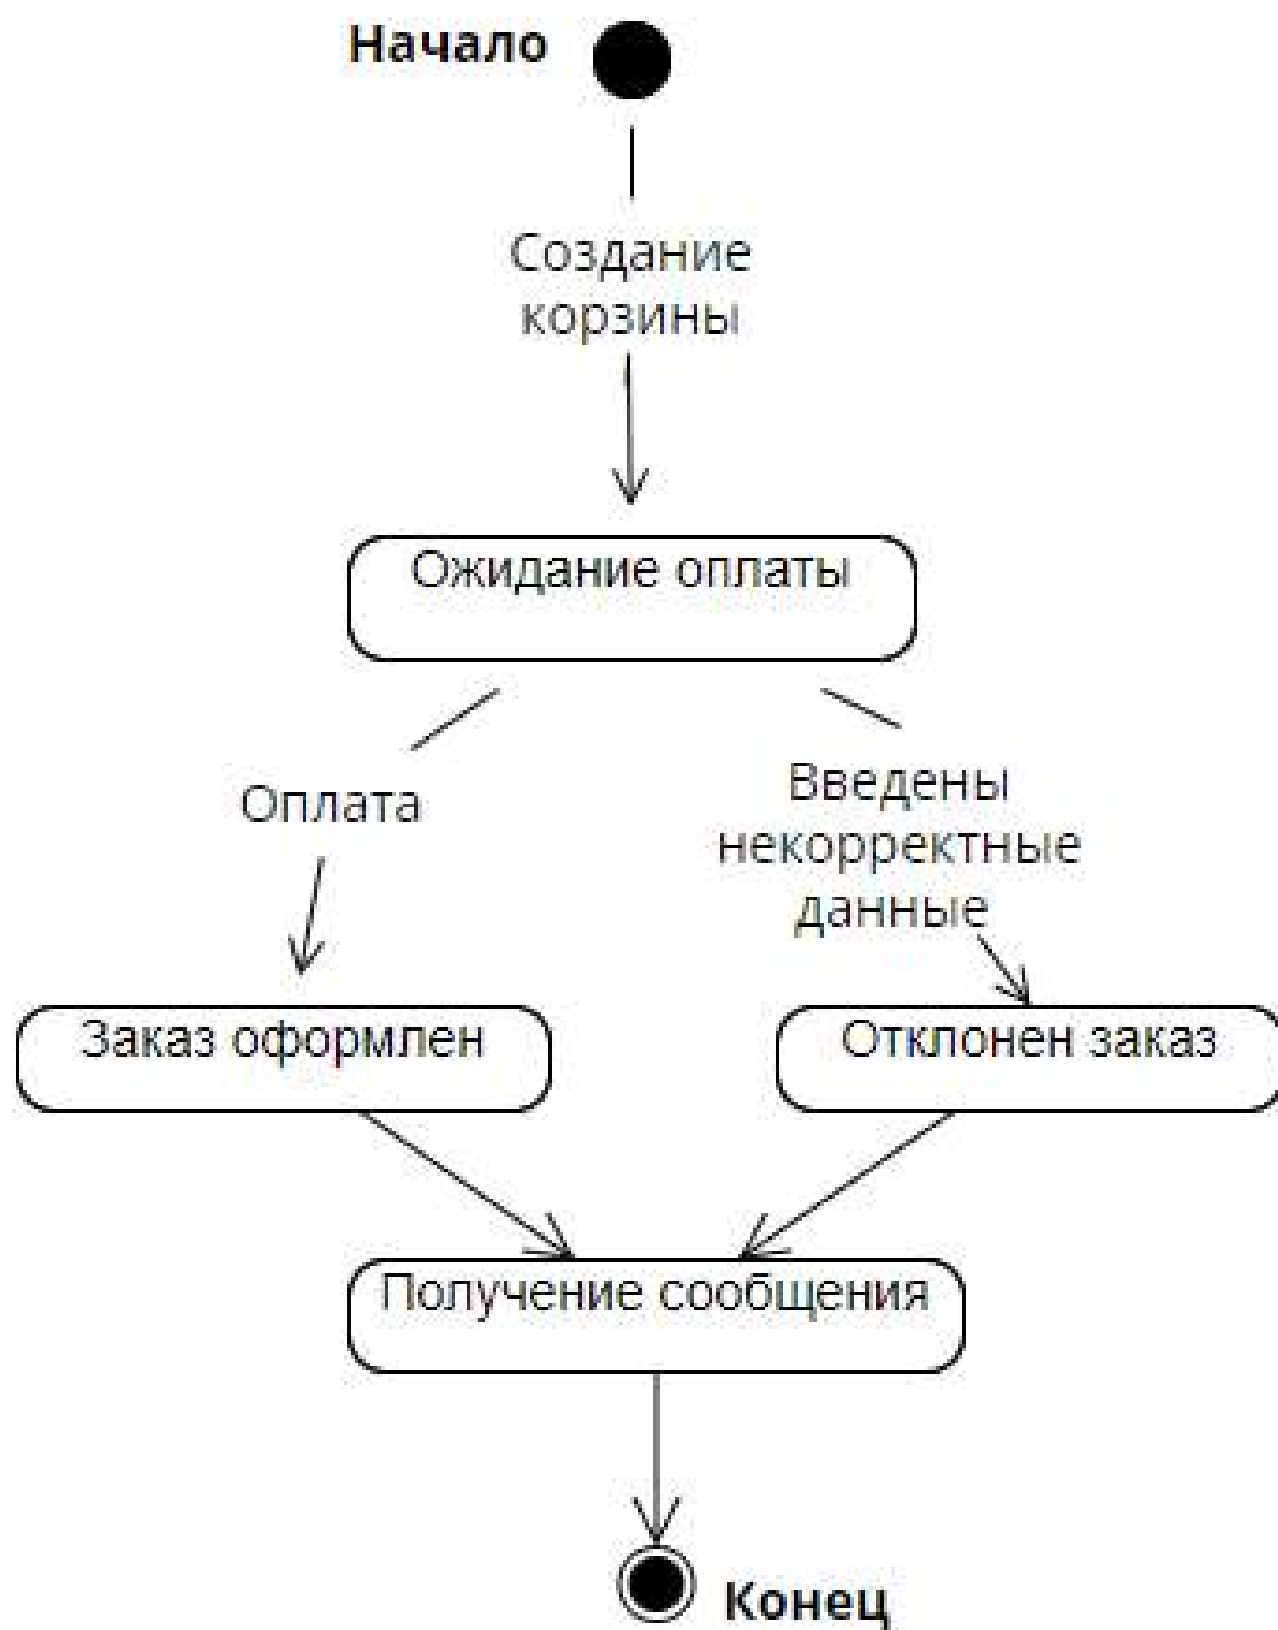 Начало
Создание
корзины
Ожидание оплаты
Оплата
Введены
некорректные
данные
Заказ оформлен
Отклонен заказ
Получение сообщения
Конец